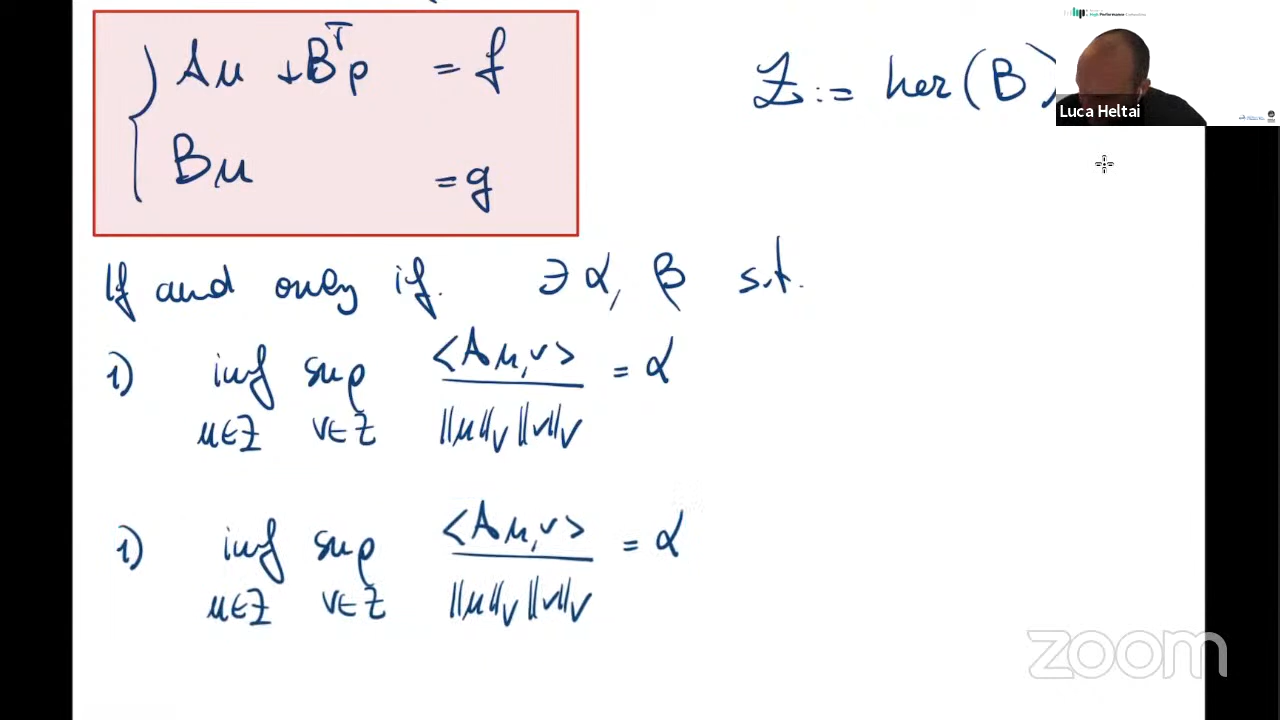 Au + Bᵀp = f
Z := ker(B)
Luca Heltai
Bu = g
If and only if. ∃ α, β s.t.
1) inf sup <Au,v> = α
u∈Z v∈Z ||u||_V ||v||_V
1) inf sup <Au,v> = α
u∈Z v∈Z ||u||_V ||v||_V
zoom